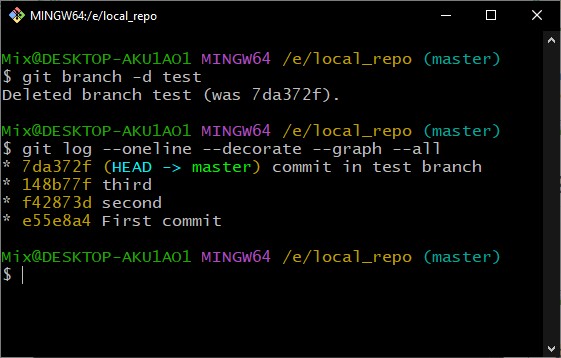 MINGW64:/e/local_repo
Mix@DESKTOP-AKU1AO1 MINGW64 /e/local_repo (master)
$ git branch -d test
Deleted branch test (was 7da372f).
Mix@DESKTOP-AKU1AO1 MINGW64 /e/local_repo (master)
$ git log --oneline --decorate --graph --all
* 7da372f (HEAD -> master) commit in test branch
* 148b77f third
* f42873d second
* e55e8a4 First commit
Mix@DESKTOP-AKU1AO1 MINGW64 /e/local_repo (master)
$